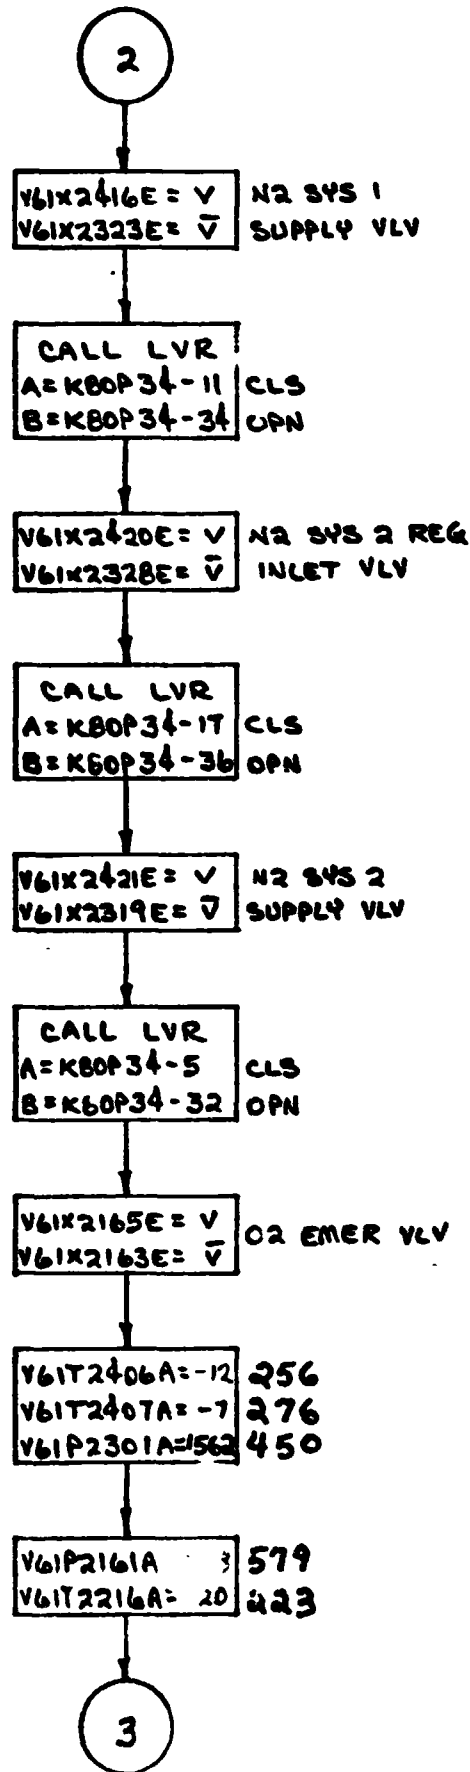 2
V61X2416E = V N2 SYS 1
V61X2323E = V̅ SUPPLY VLV
CALL LVR
A = K80P34-11 CLS
B = K80P34-34 OPN
V61X2420E = V N2 SYS 2 REG
V61X2328E = V̅ INLET VLV
CALL LVR
A = K80P34-17 CLS
B = K60P34-36 OPN
V61X2421E = V N2 SYS 2
V61X2319E = V̅ SUPPLY VLV
CALL LVR
A = K80P34-5 CLS
B = K60P34-32 OPN
V61X2165E = V
V61X2163E = V̅ O2 EMER VLV
V61T2406A = -12 256
V61T2407A = -7 276
V61P2301A = 1562 450
V61P2161A 3 579
V61T2216A = 20 223
3